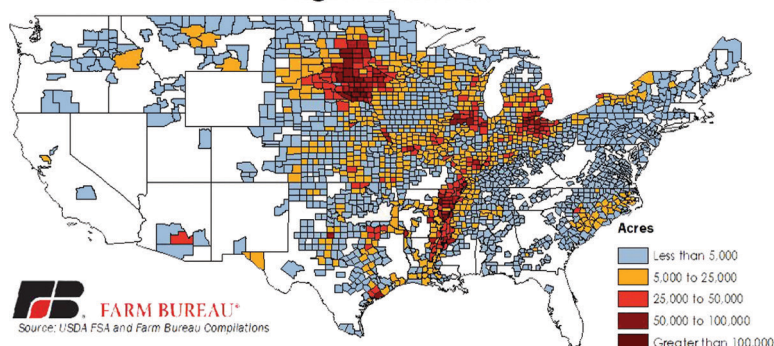 Acres
Less than 5,000
5,000 to 25,000
25,000 to 50,000
50,000 to 100,000
Greater than 100,000
FB
FARM BUREAU®
Source: USDA FSA and Farm Bureau Compilations